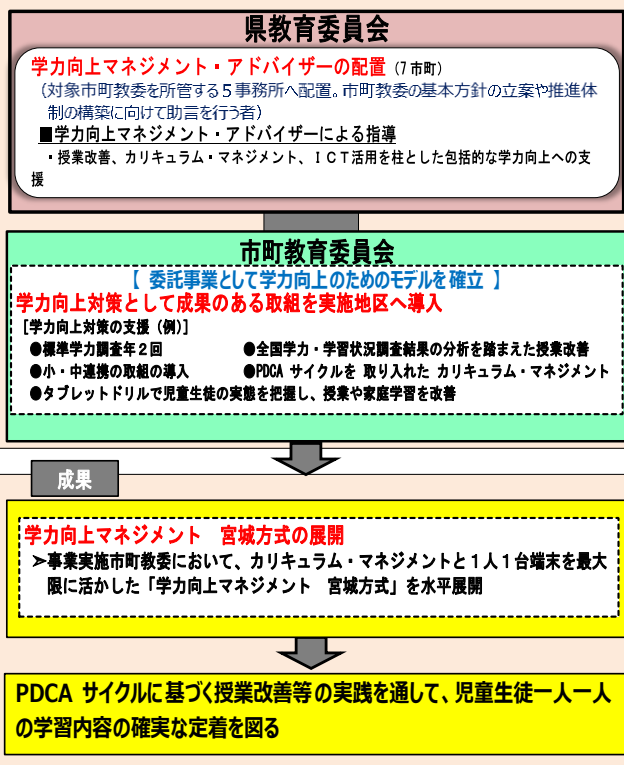 県教育委員会
学力向上マネジメント・アドバイザーの配置（7市町）
（対象市町教委を所管する５事務所へ配置。市町教委の基本方針の立案や推進体
制の構築に向けて助言を行う者）
■学力向上マネジメント・アドバイザーによる指導
・授業改善、カリキュラム・マネジメント、ＩＣＴ活用を柱とした包括的な学力向上への支
援
市町教育委員会
【 委託事業として学力向上のためのモデルを確立 】
学力向上対策として成果のある取組を実施地区へ導入
[学力向上対策の支援（例）]
●標準学力調査年２回 ●全国学力・学習状況調査結果の分析を踏まえた授業改善
●小・中連携の取組の導入 ●PDCA サイクルを 取り入れた カリキュラム・マネジメント
●タブレットドリルで児童生徒の実態を把握し、授業や家庭学習を改善
成果
学力向上マネジメント　宮城方式の展開
➢事業実施市町教委において、カリキュラム・マネジメントと１人１台端末を最大
限に活かした「学力向上マネジメント　宮城方式」を水平展開
PDCA サイクルに基づく授業改善等の実践を通して、児童生徒一人一人
の学習内容の確実な定着を図る